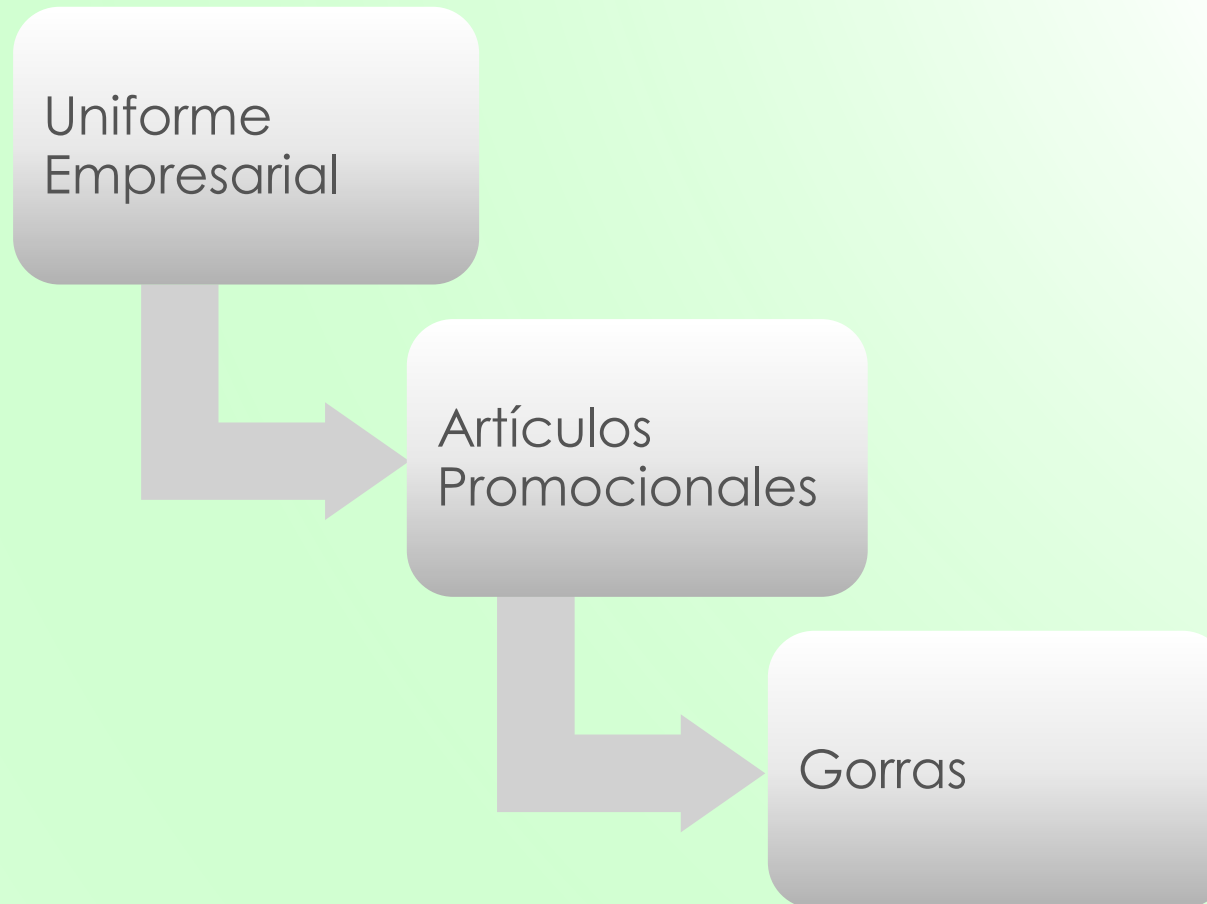 Uniforme
Empresarial
Artículos
Promocionales
Gorras